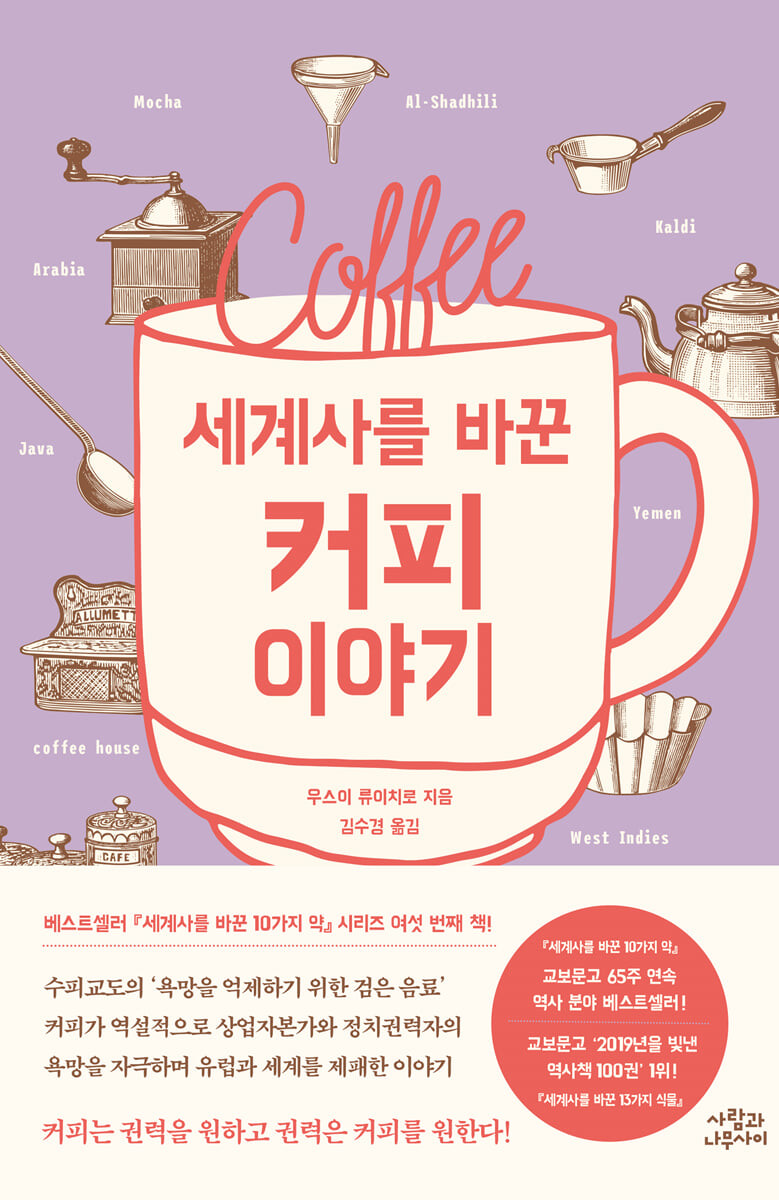 Mocha
Al-Shadhili
Kaldi
Arabia
Coffee
세계사를 바꾼
커피
이야기
Java
Yemen
ALLUMETT
coffee house
우스이 류이치로 지음
김수경 옮김
West Indies
CAFE
베스트셀러 『세계사를 바꾼 10가지 약』 시리즈 여섯 번째 책!
수피교도의 ‘욕망을 억제하기 위한 검은 음료’
커피가 역설적으로 상업자본가와 정치권력자의
욕망을 자극하며 유럽과 세계를 제패한 이야기
커피는 권력을 원하고 권력은 커피를 원한다!
『세계사를 바꾼 10가지 약』
교보문고 65주 연속
역사 분야 베스트셀러!
교보문고 ‘2019년을 빛낸
역사책 100권’ 1위!
『세계사를 바꾼 13가지 식물』
사람과
나무사이